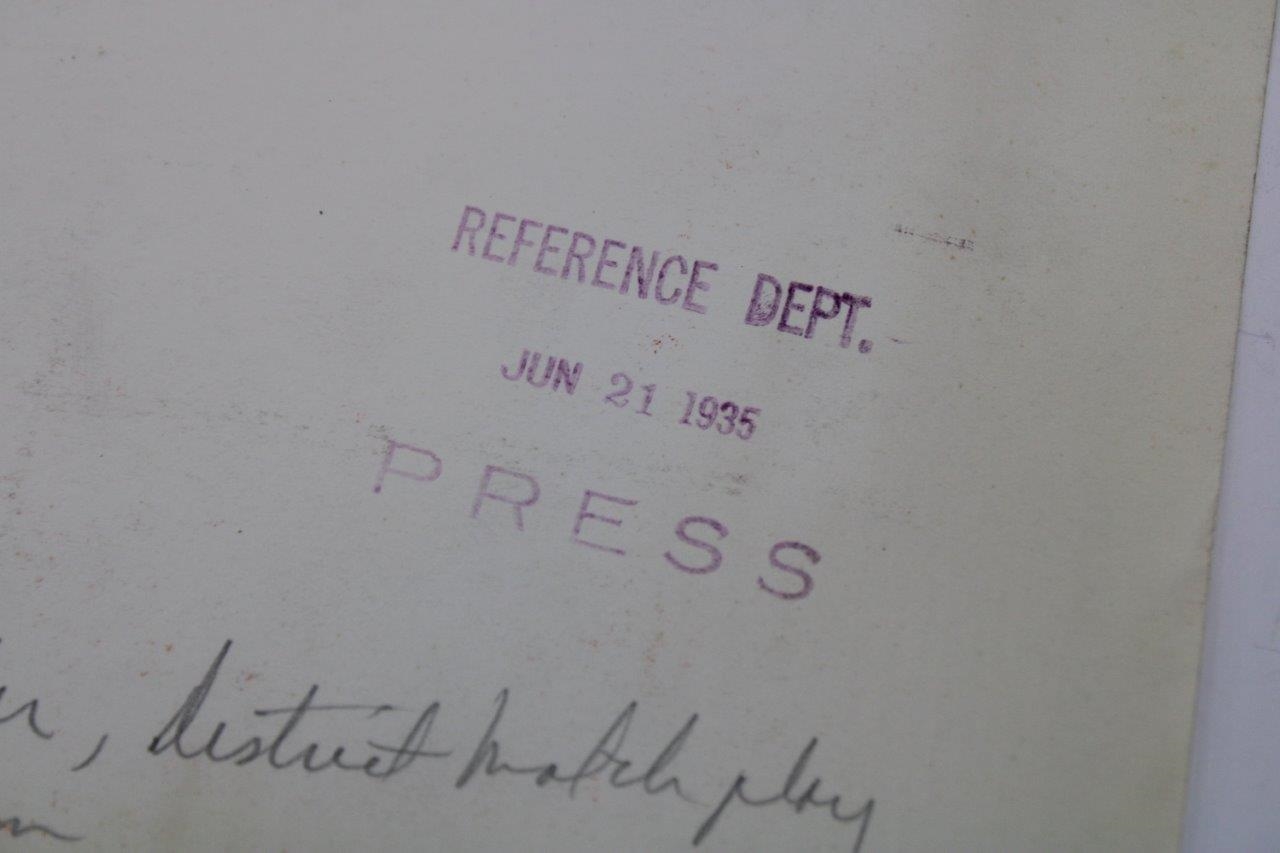 REFERENCE DEPT.
JUN 21 1935
PRESS
, district match play